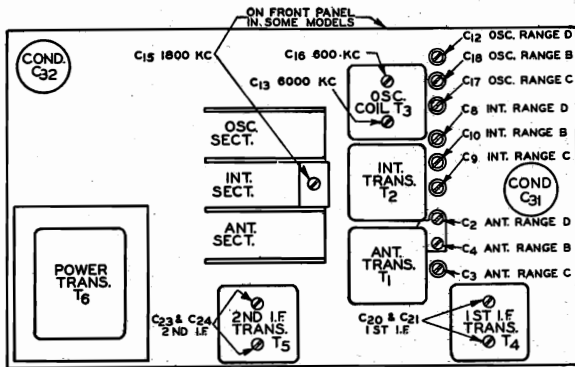 ON FRONT PANEL
IN SOME MODELS
COND.
C32
C15 1800 KC
C16 600 KC
C13 6000 KC
OSC.
COIL T3
C12 OSC. RANGE D
C18 OSC. RANGE B
C17 OSC. RANGE C
C8 INT. RANGE D
C10 INT. RANGE B
C9 INT. RANGE C
OSC.
SECT.
INT.
SECT.
ANT.
SECT.
INT.
TRANS.
T2
COND
C31
C2 ANT. RANGE D
C4 ANT. RANGE B
C3 ANT. RANGE C
ANT.
TRANS.
T1
POWER
TRANS.
T6
C23 & C24
2ND I.F
2ND I.F.
TRANS.
T5
C20 & C21
1ST I.F
1ST I.F.
TRANS.
T4